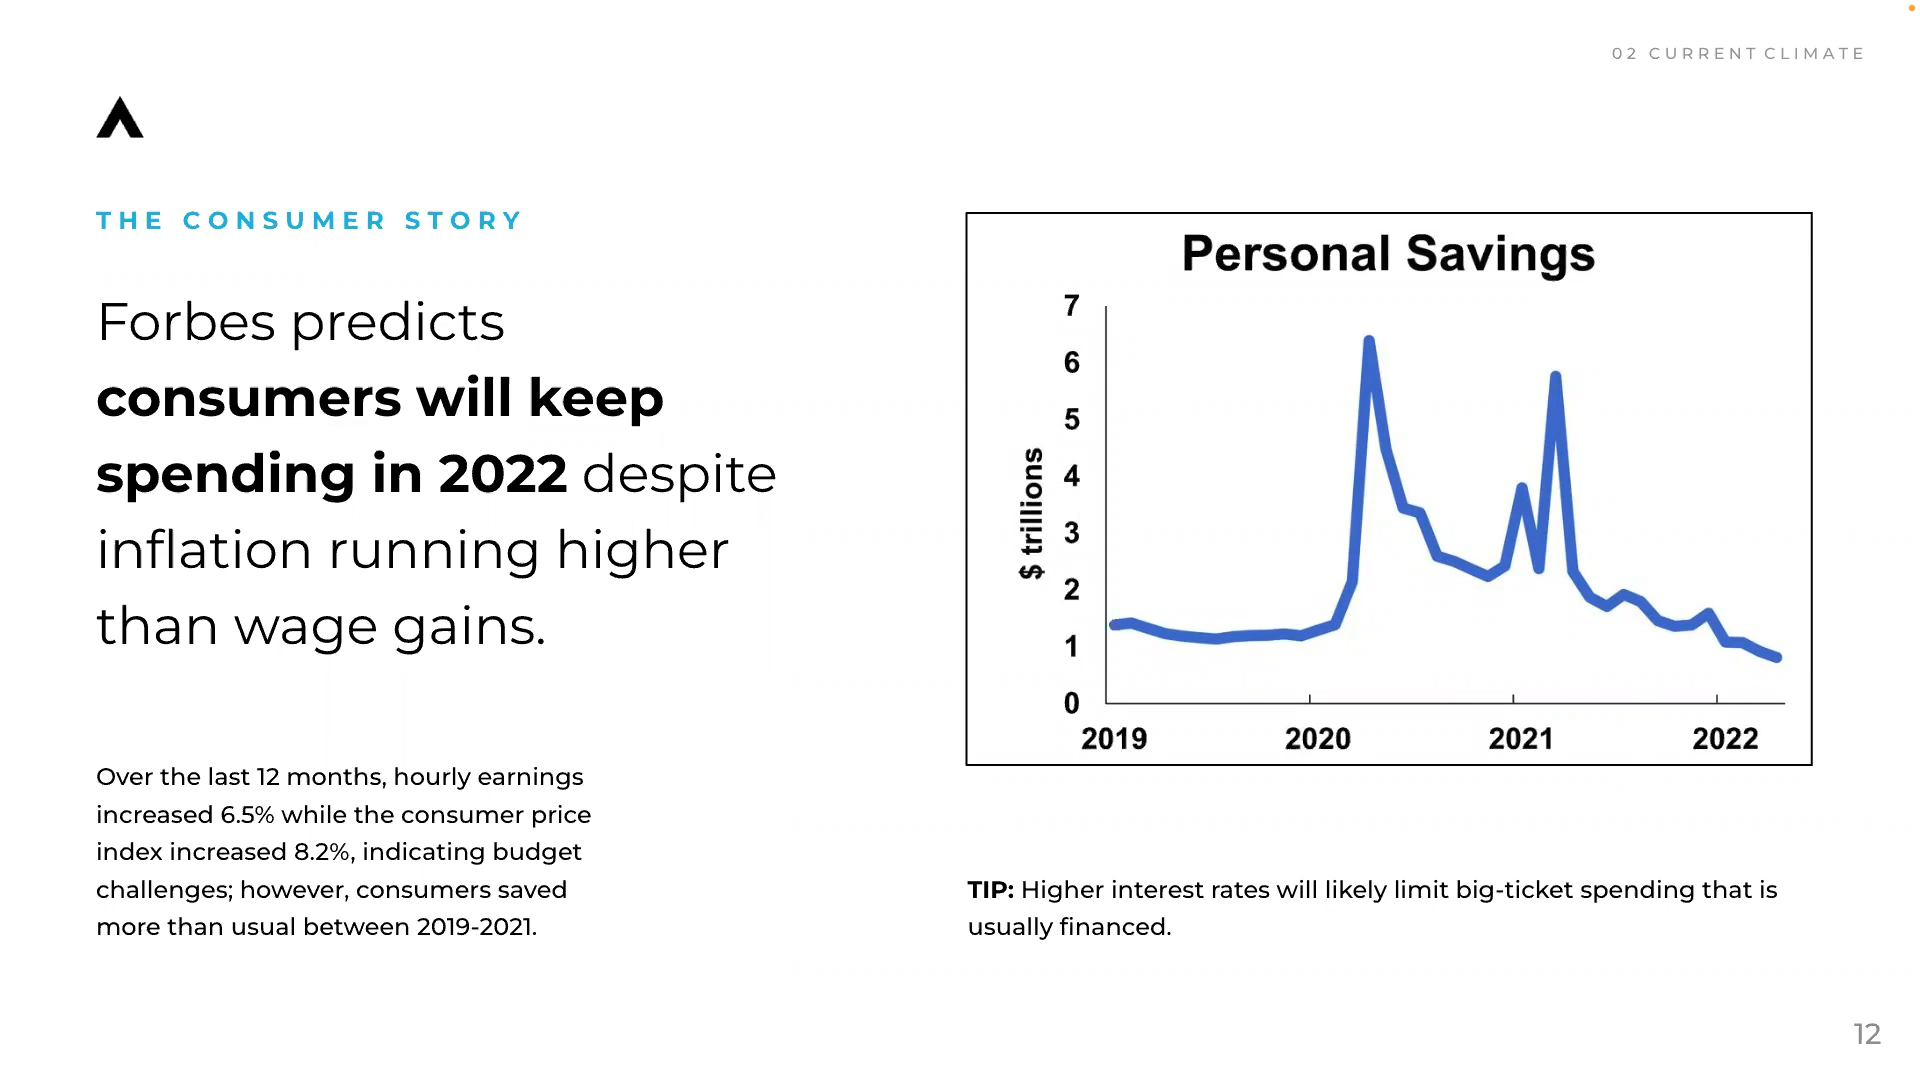 02 CURRENT CLIMATE
THE CONSUMER STORY
Forbes predicts
consumers will keep
spending in 2022 despite
inflation running higher
than wage gains.
Over the last 12 months, hourly earnings
increased 6.5% while the consumer price
index increased 8.2%, indicating budget
challenges; however, consumers saved
more than usual between 2019-2021.
Personal Savings
$ trillions
7
6
5
4
3
2
1
0
2019 2020 2021 2022
TIP: Higher interest rates will likely limit big-ticket spending that is
usually financed.
12